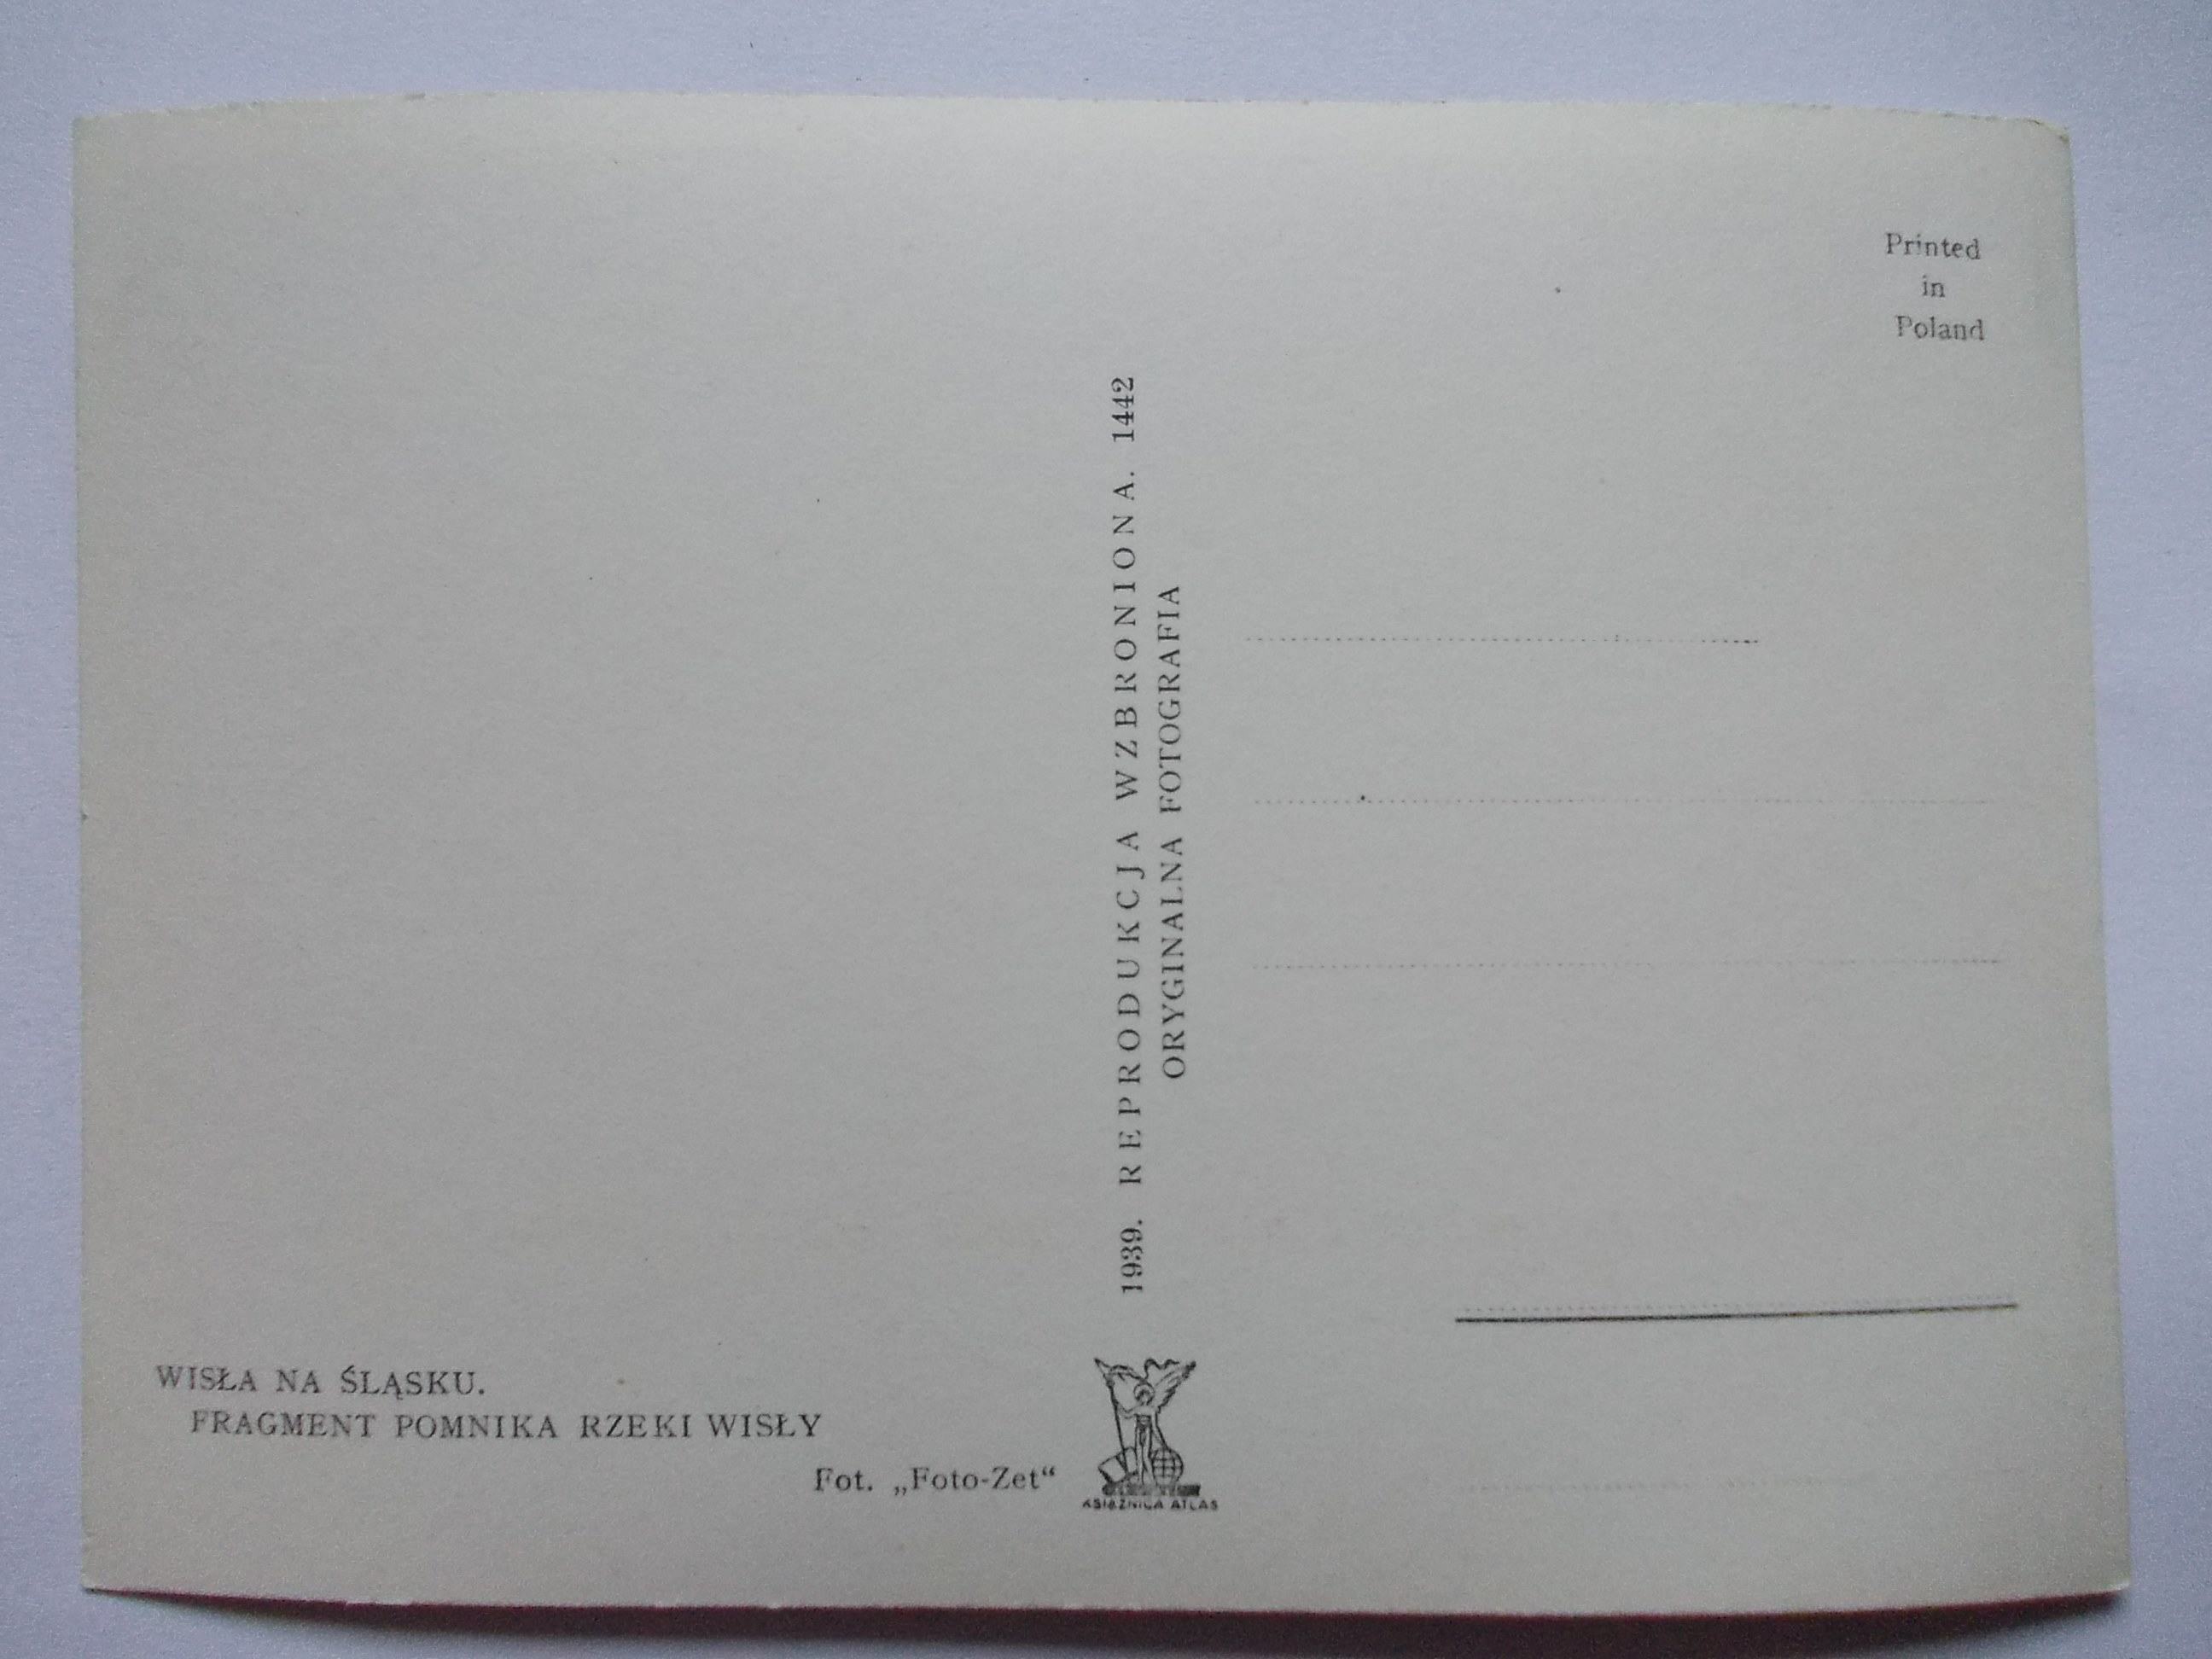 Printed
in
Poland
1939. REPRODUKCJA WZBRONIONA. 1442
ORYGINALNA FOTOGRAFIA
WISŁA NA ŚLĄSKU.
FRAGMENT POMNIKA RZEKI WISŁY
Fot. „Foto-Zet“
KSIĄŻNICA ATLAS